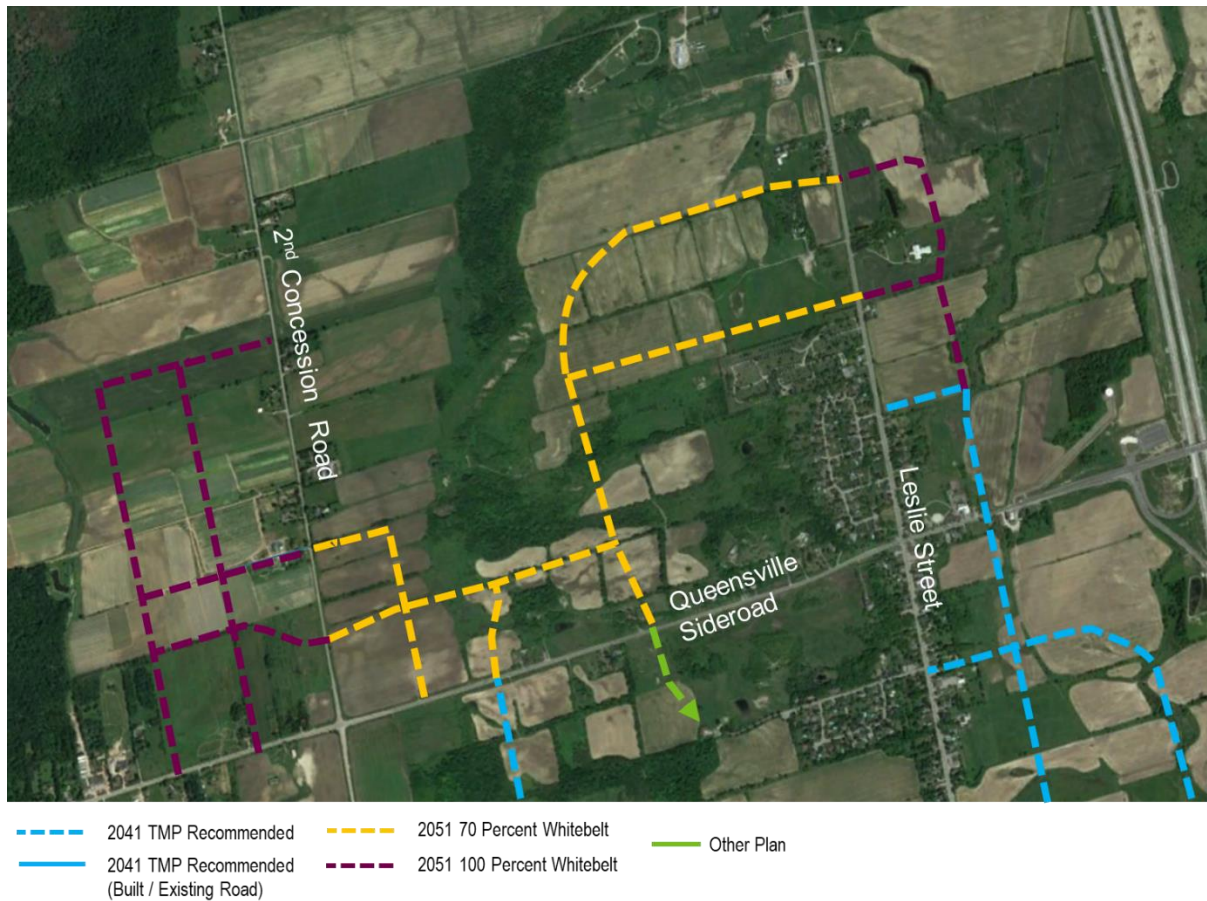 2nd Concession Road
Leslie Street
Queensville
Sideroad
2041 TMP Recommended
2041 TMP Recommended
(Built / Existing Road)
2051 70 Percent Whitebelt
2051 100 Percent Whitebelt
Other Plan